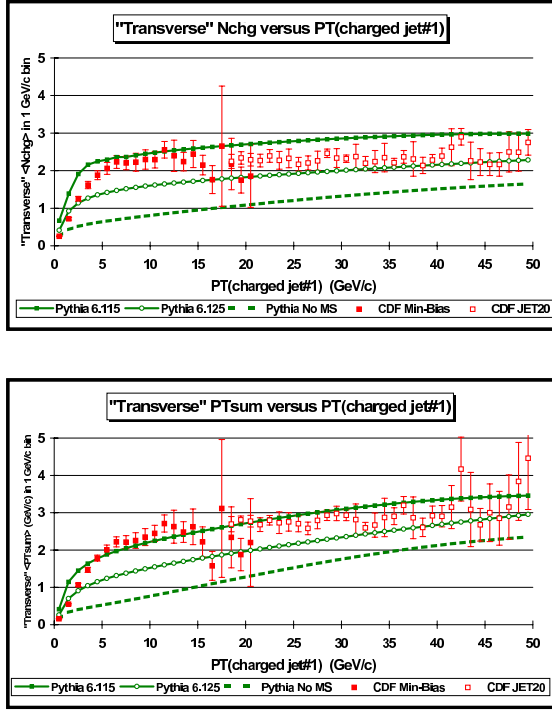 "Transverse" Nchg versus PT(charged jet#1)
"Transverse" <Nchg> in 1 GeV/c bin
5
4
3
2
1
0
0 5 10 15 20 25 30 35 40 45 50
PT(charged jet#1) (GeV/c)
Pythia 6.115 Pythia 6.125 Pythia No MS CDF Min-Bias CDF JET20
"Transverse" PTsum versus PT(charged jet#1)
"Transverse" <PTsum> (GeV/c) in 1 GeV/c bin
5
4
3
2
1
0
0 5 10 15 20 25 30 35 40 45 50
PT(charged jet#1) (GeV/c)
Pythia 6.115 Pythia 6.125 Pythia No MS CDF Min-Bias CDF JET20